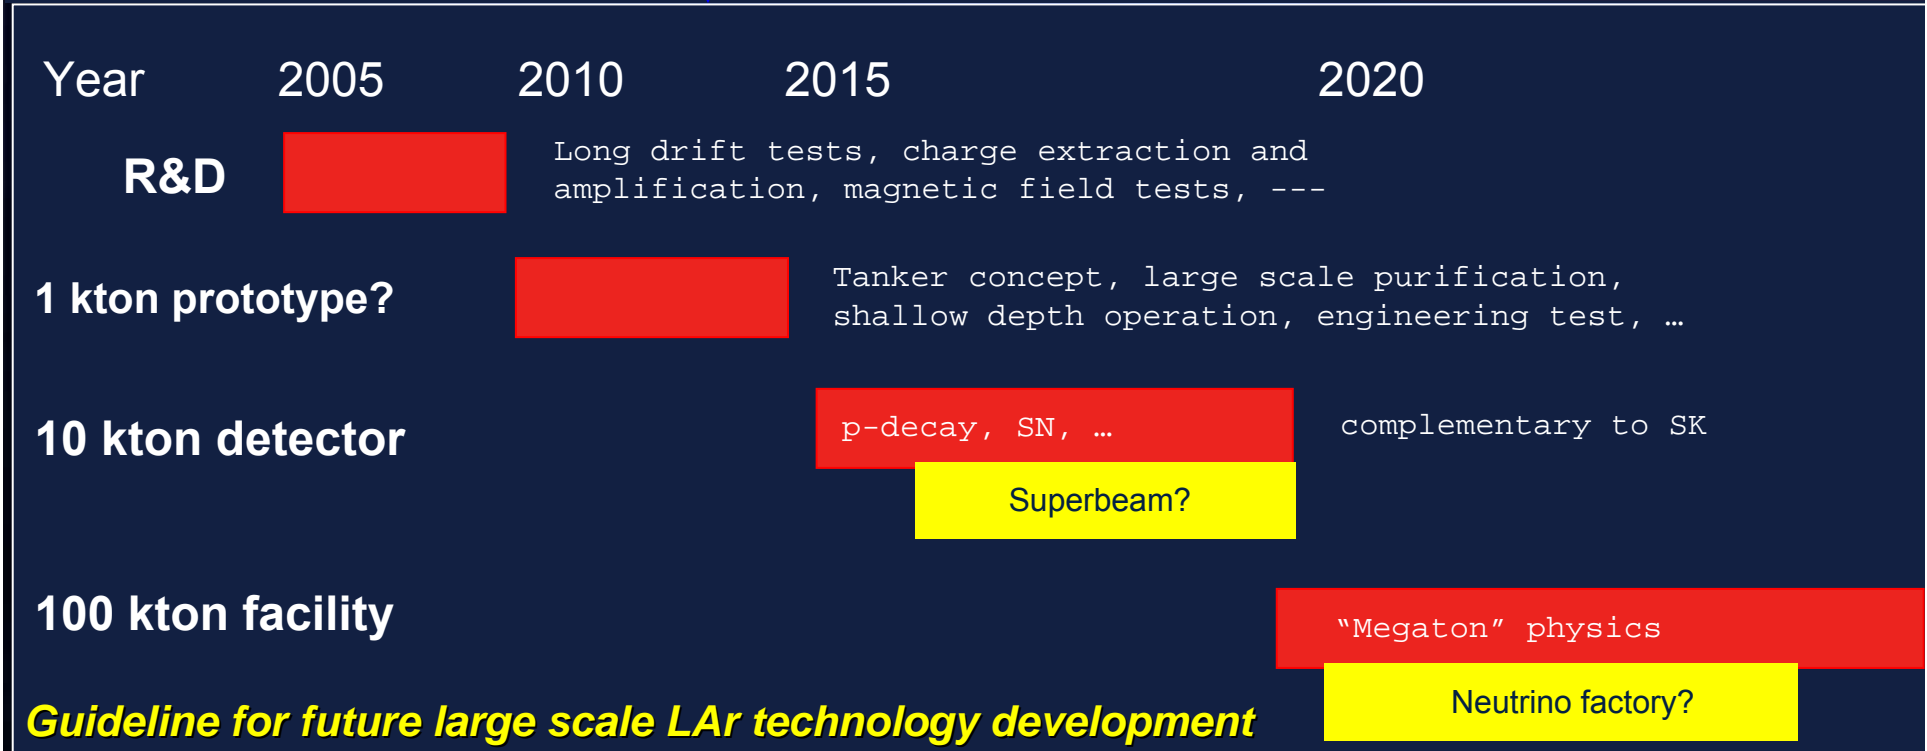 Year 2005 2010 2015 2020
R&D
Long drift tests, charge extraction and
amplification, magnetic field tests, ---
1 kton prototype?
Tanker concept, large scale purification,
shallow depth operation, engineering test, …
10 kton detector
p-decay, SN, …
complementary to SK
Superbeam?
100 kton facility
“Megaton” physics
Neutrino factory?
Guideline for future large scale LAr technology development